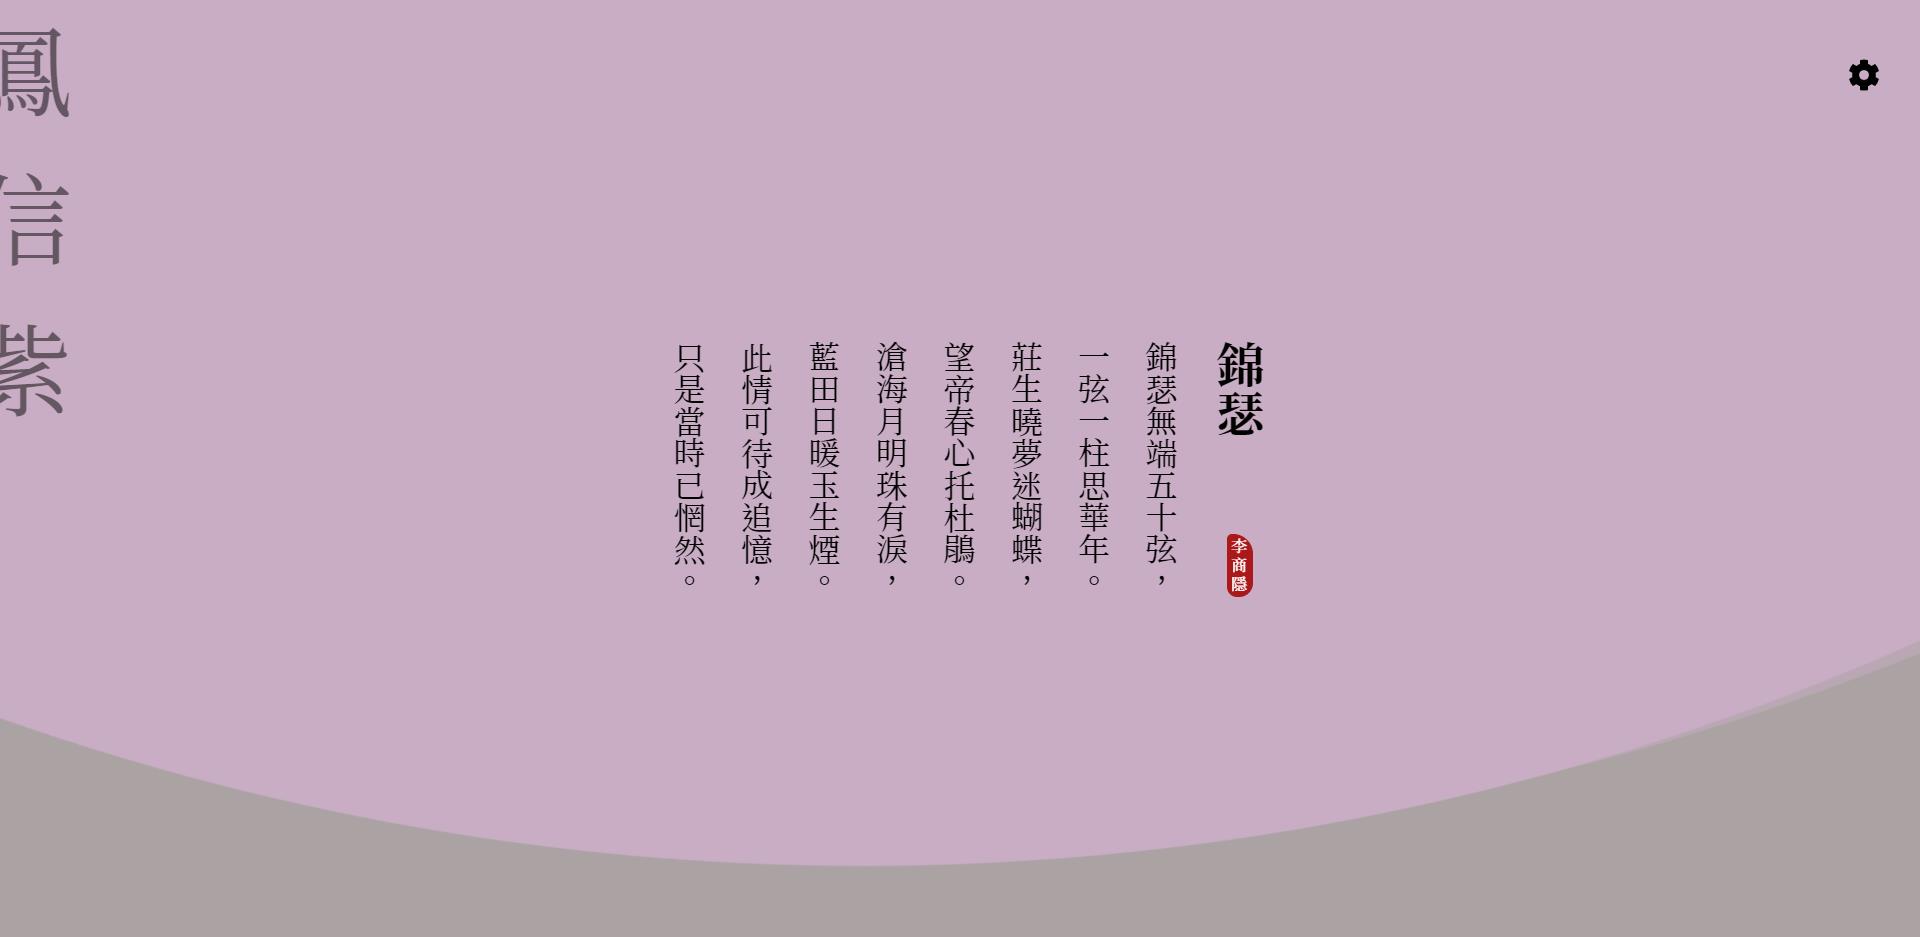 錦瑟
李商隱
錦瑟無端五十弦，
一弦一柱思華年。
莊生曉夢迷蝴蝶，
望帝春心托杜鵑。
滄海月明珠有淚，
藍田日暖玉生煙。
此情可待成追憶，
只是當時已惘然。
鳳信紫